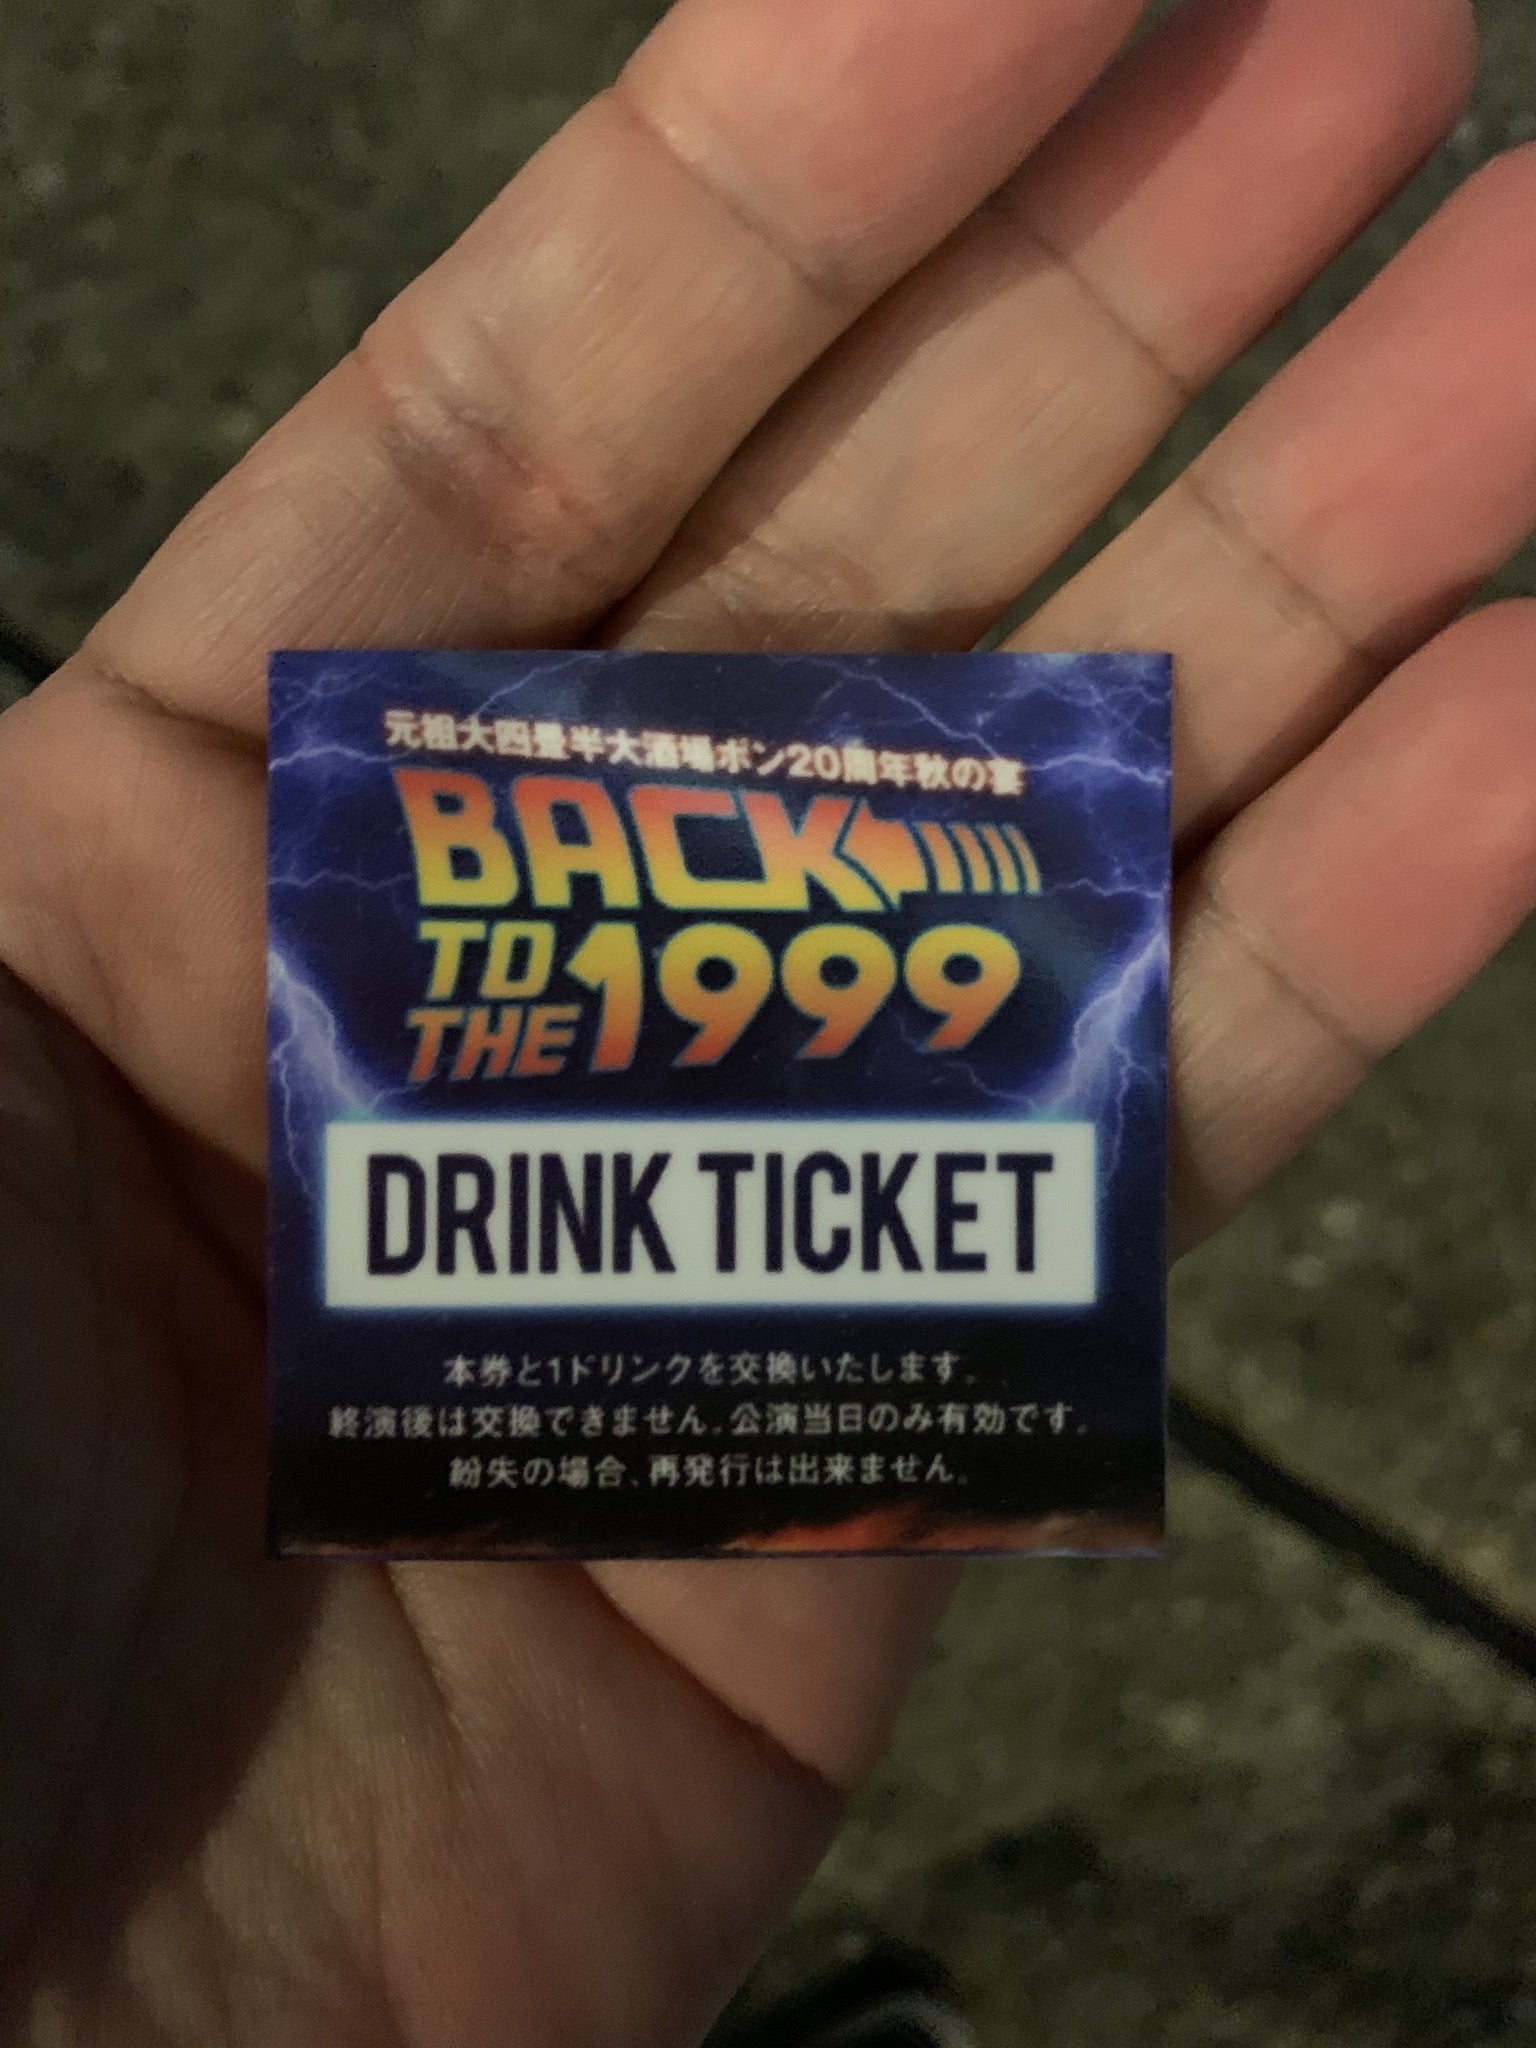 元祖大四畳半大酒場ボン20周年秋の宴
BACK
TO
THE 1999
DRINK TICKET
本券と1ドリンクを交換いたします。
終演後は交換できません。公演当日のみ有効です。
紛失の場合、再発行は出来ません。